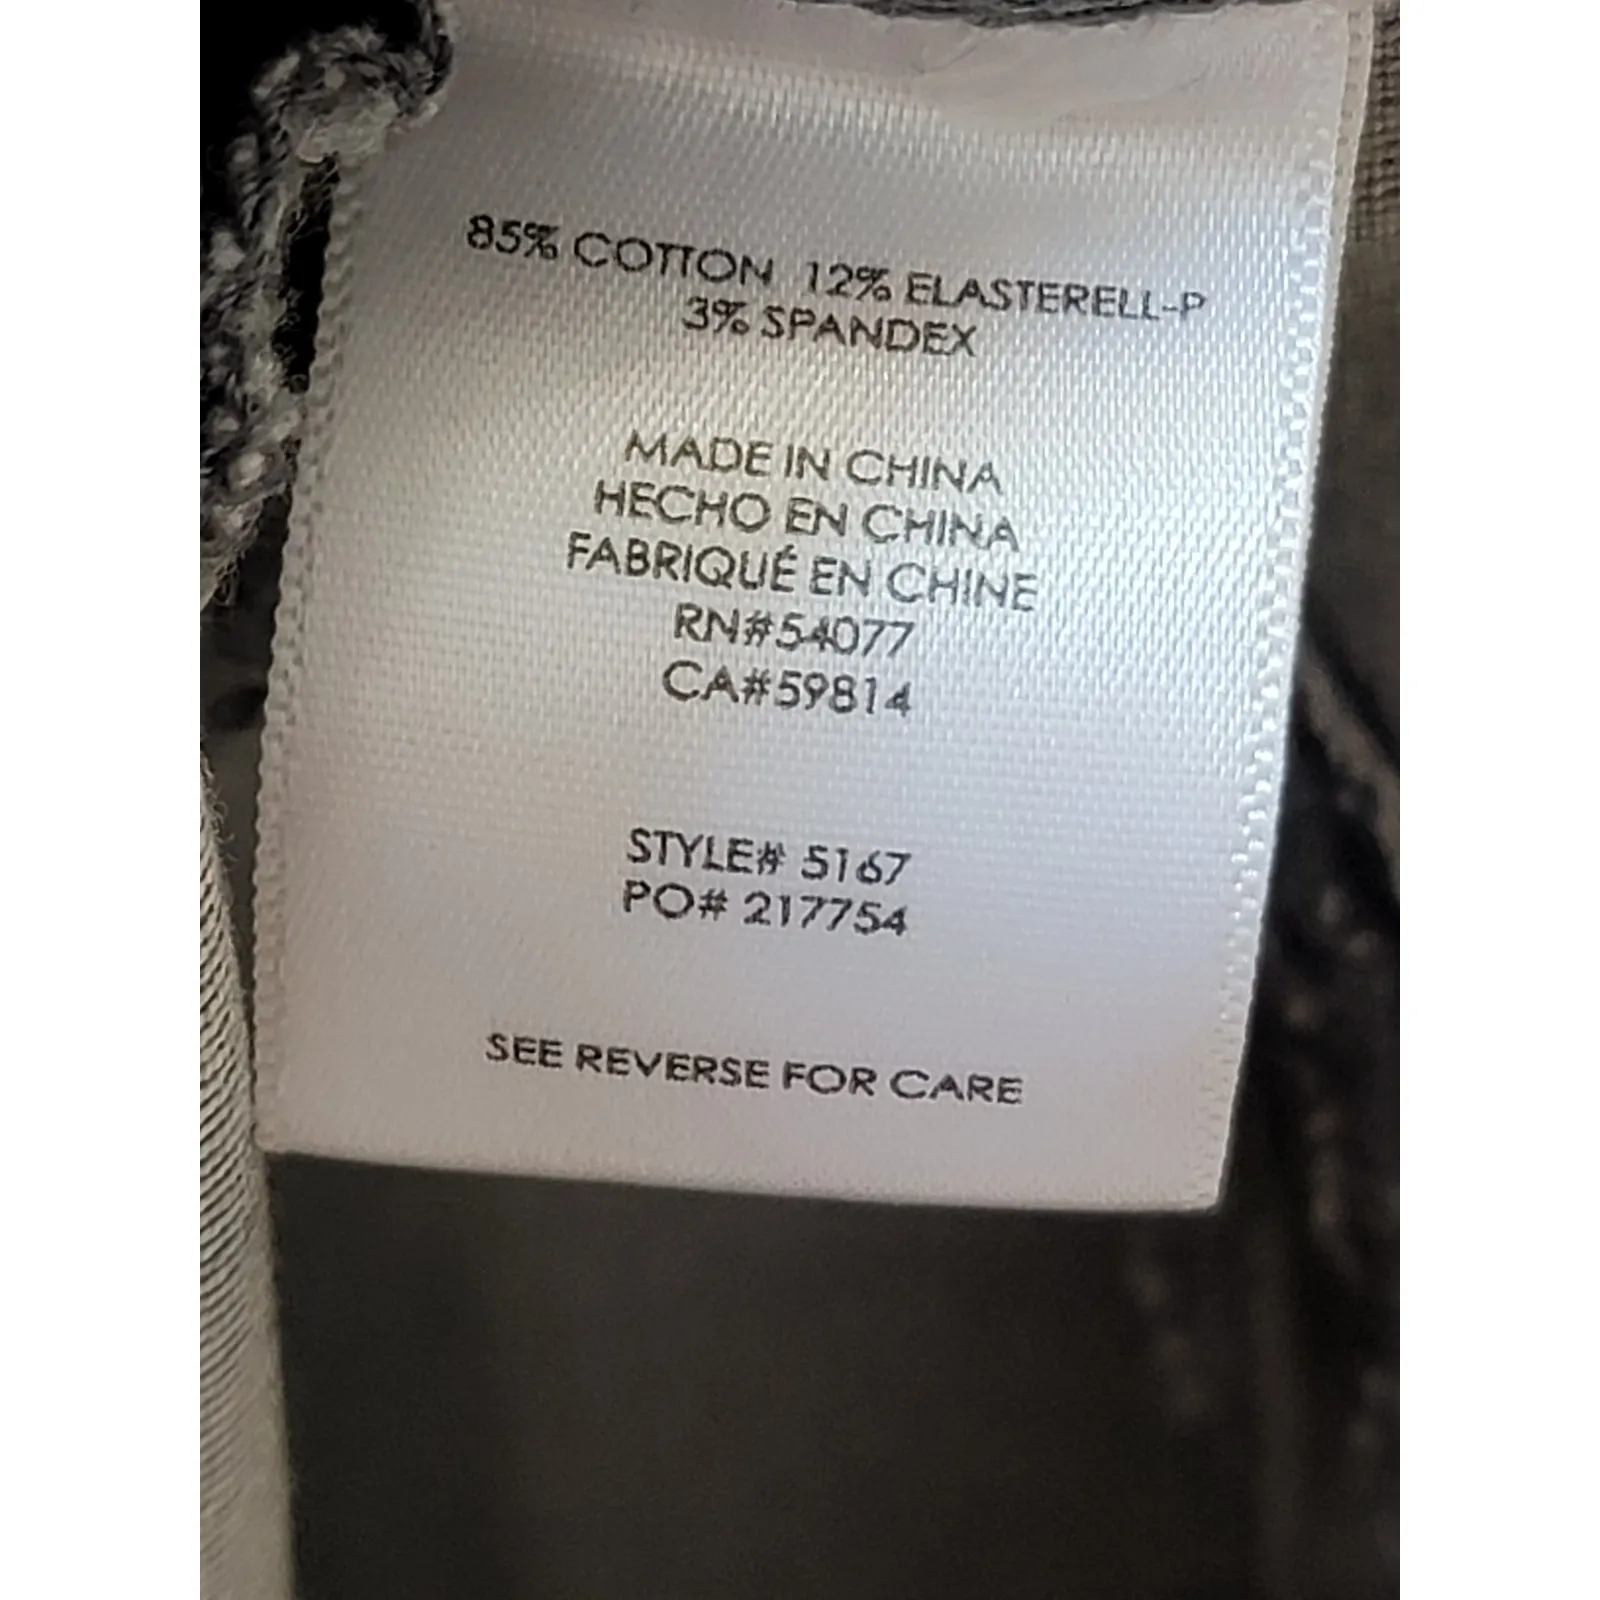 85% COTTON 12% ELASTERELL-P
3% SPANDEX
MADE IN CHINA
HECHO EN CHINA
FABRIQUÉ EN CHINE
RN#54077
CA#59814
STYLE# 5167
PO# 217754
SEE REVERSE FOR CARE